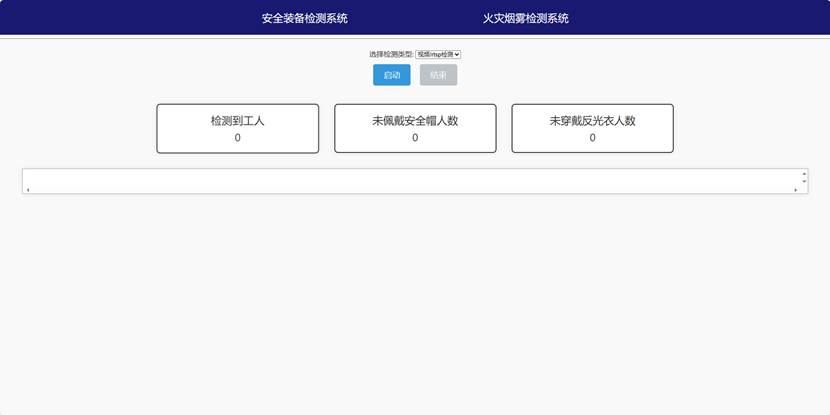 安全装备检测系统 火灾烟雾检测系统
选择检测类型: 视频/rtsp检测
启动 结束
检测到工人 未佩戴安全帽人数 未穿戴反光衣人数
0 0 0